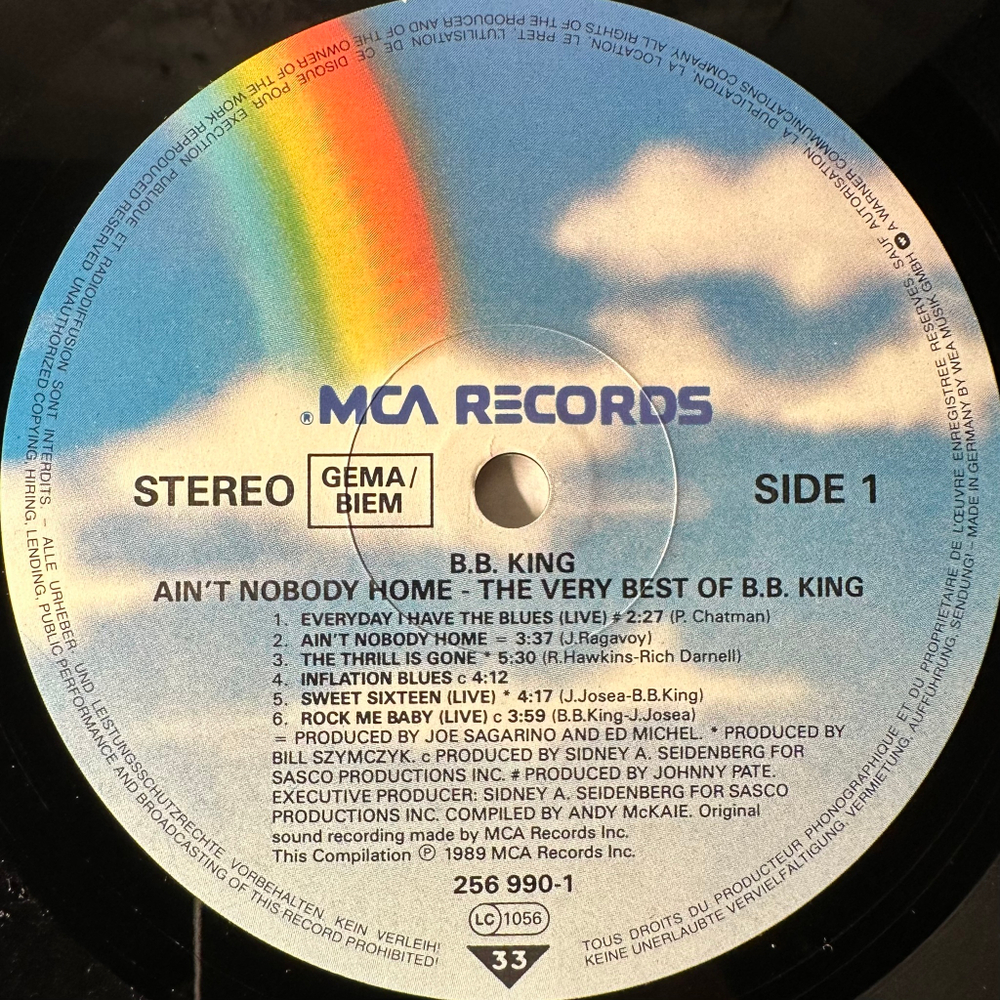 ® MCA RECORDS
STEREO
GEMA/
BIEM
SIDE 1
B.B. KING
AIN'T NOBODY HOME - THE VERY BEST OF B.B. KING
1. EVERYDAY I HAVE THE BLUES (LIVE) # 2:27 (P. Chatman)
2. AIN'T NOBODY HOME = 3:37 (J.Ragavoy)
3. THE THRILL IS GONE * 5:30 (R.Hawkins-Rich Darnell)
4. INFLATION BLUES c 4:12
5. SWEET SIXTEEN (LIVE) * 4:17 (J.Josea-B.B.King)
6. ROCK ME BABY (LIVE) c 3:59 (B.B.King-J.Josea)
= PRODUCED BY JOE SAGARINO AND ED MICHEL. * PRODUCED BY
BILL SZYMCZYK. c PRODUCED BY SIDNEY A. SEIDENBERG FOR
SASCO PRODUCTIONS INC. # PRODUCED BY JOHNNY PATE.
EXECUTIVE PRODUCER: SIDNEY A. SEIDENBERG FOR SASCO
PRODUCTIONS INC. COMPILED BY ANDY McKAIE. Original
sound recording made by MCA Records Inc.
This Compilation ℗ 1989 MCA Records Inc.
256 990-1
LC 1056
33
TOUS DROITS DU PRODUCTEUR PHONOGRAPHIQUE ET DU PROPRIETAIRE DE L'ŒUVRE ENREGISTREE RESERVES. SAUF AUTORISATION, LA DUPLICATION, LA LOCATION, LE PRET, L'UTILISATION DE CE DISQUE POUR EXECUTION PUBLIQUE ET RADIODIFFUSION SONT INTERDITS. – ALLE URHEBER- UND LEISTUNGSSCHUTZRECHTE VORBEHALTEN. KEIN VERLEIH!
KEINE UNERLAUBTE VERVIELFÄLTIGUNG, VERMIETUNG, AUFFÜHRUNG, SENDUNG! – MADE IN GERMANY BY WEA MUSIK GMBH A WARNER COMMUNICATIONS COMPANY. ALL RIGHTS OF THE PRODUCER AND OF THE OWNER OF THE WORK REPRODUCED RESERVED UNAUTHORIZED COPYING, HIRING, LENDING, PUBLIC PERFORMANCE AND BROADCASTING OF THIS RECORD PROHIBITED!